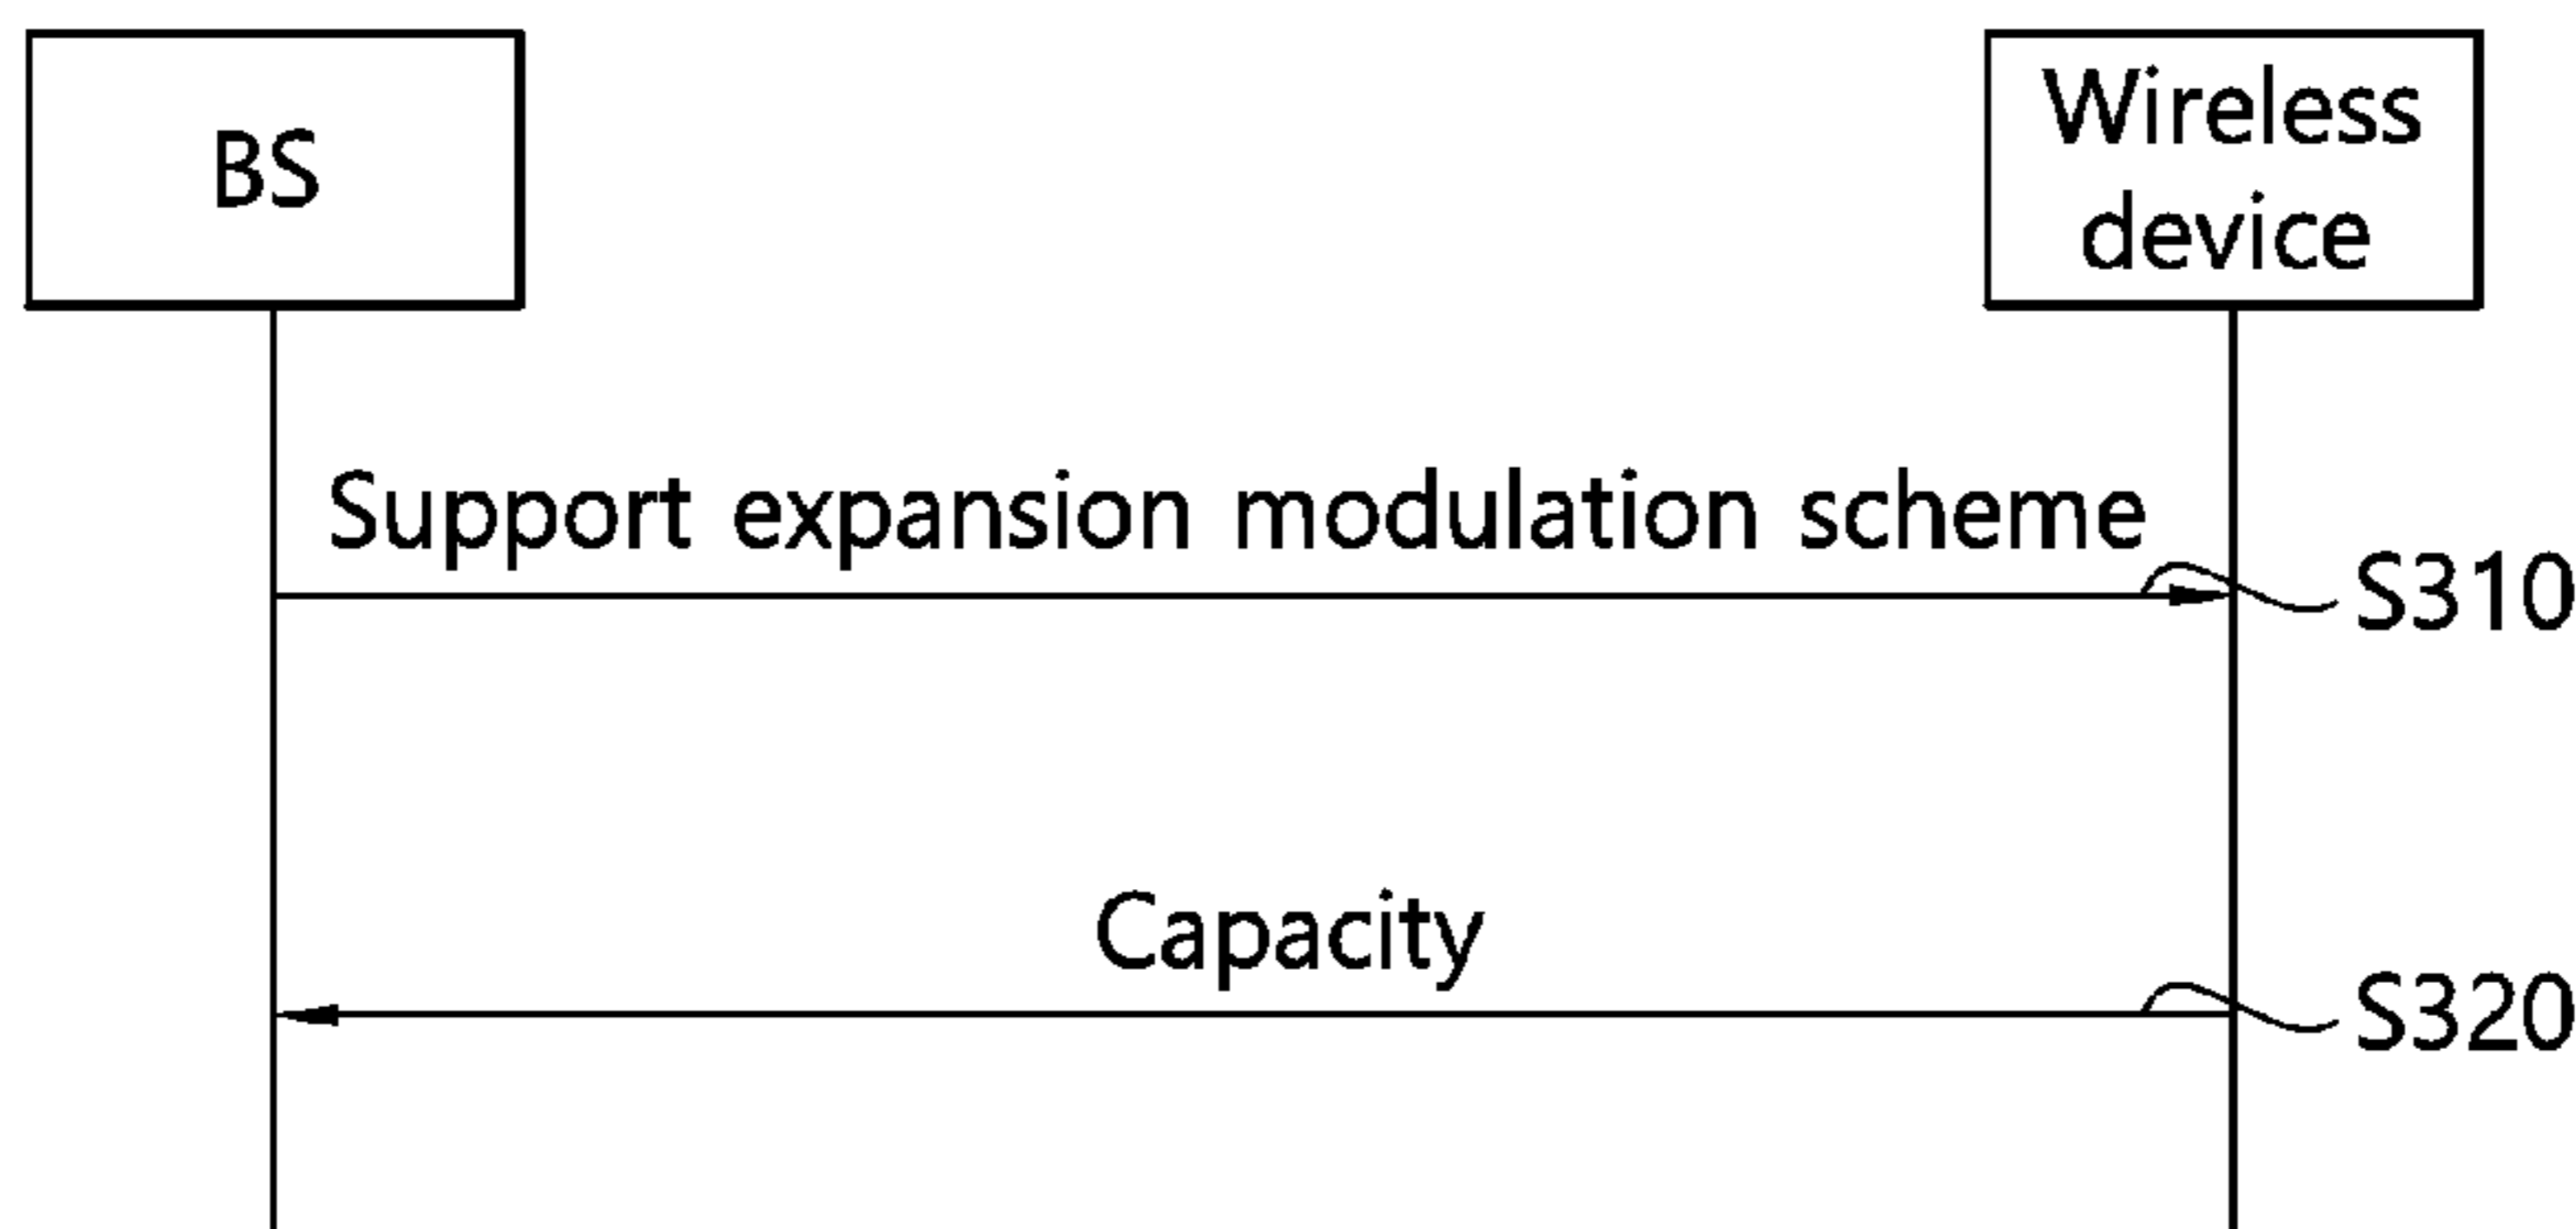 BS
Wireless
device
Support expansion modulation scheme
S310
Capacity
S320